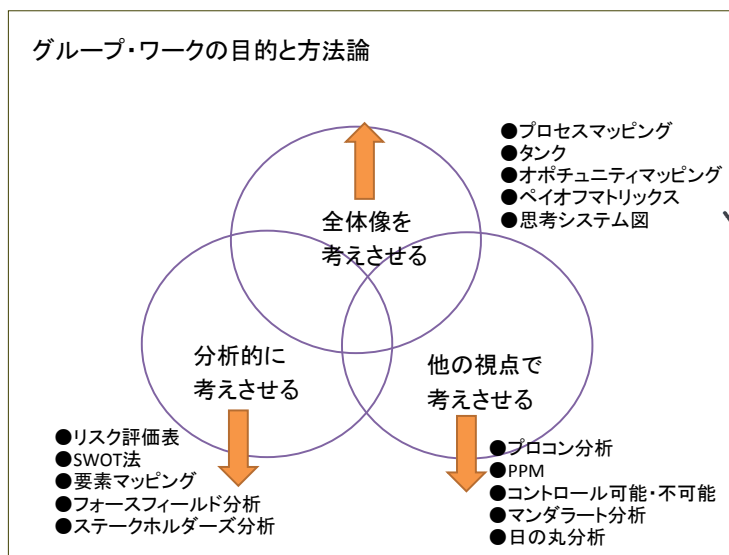 グループ・ワークの目的と方法論
●プロセスマッピング
●タンク
●オポチュニティマッピング
●ペイオフマトリックス
●思考システム図
全体像を
考えさせる
分析的に
考えさせる
他の視点で
考えさせる
●リスク評価表
●SWOT法
●要素マッピング
●フォースフィールド分析
●ステークホルダーズ分析
●プロコン分析
●PPM
●コントロール可能・不可能
●マンダラート分析
●日の丸分析